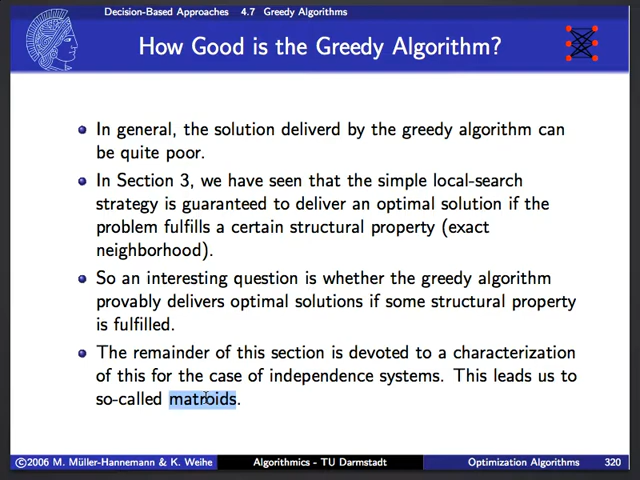 Decision-Based Approaches 4.7 Greedy Algorithms
How Good is the Greedy Algorithm?
In general, the solution deliverd by the greedy algorithm can
be quite poor.
In Section 3, we have seen that the simple local-search
strategy is guaranteed to deliver an optimal solution if the
problem fulfills a certain structural property (exact
neighborhood).
So an interesting question is whether the greedy algorithm
provably delivers optimal solutions if some structural property
is fulfilled.
The remainder of this section is devoted to a characterization
of this for the case of independence systems. This leads us to
so-called matroids.
©2006 M. Müller-Hannemann & K. Weihe Algorithmics - TU Darmstadt Optimization Algorithms 320